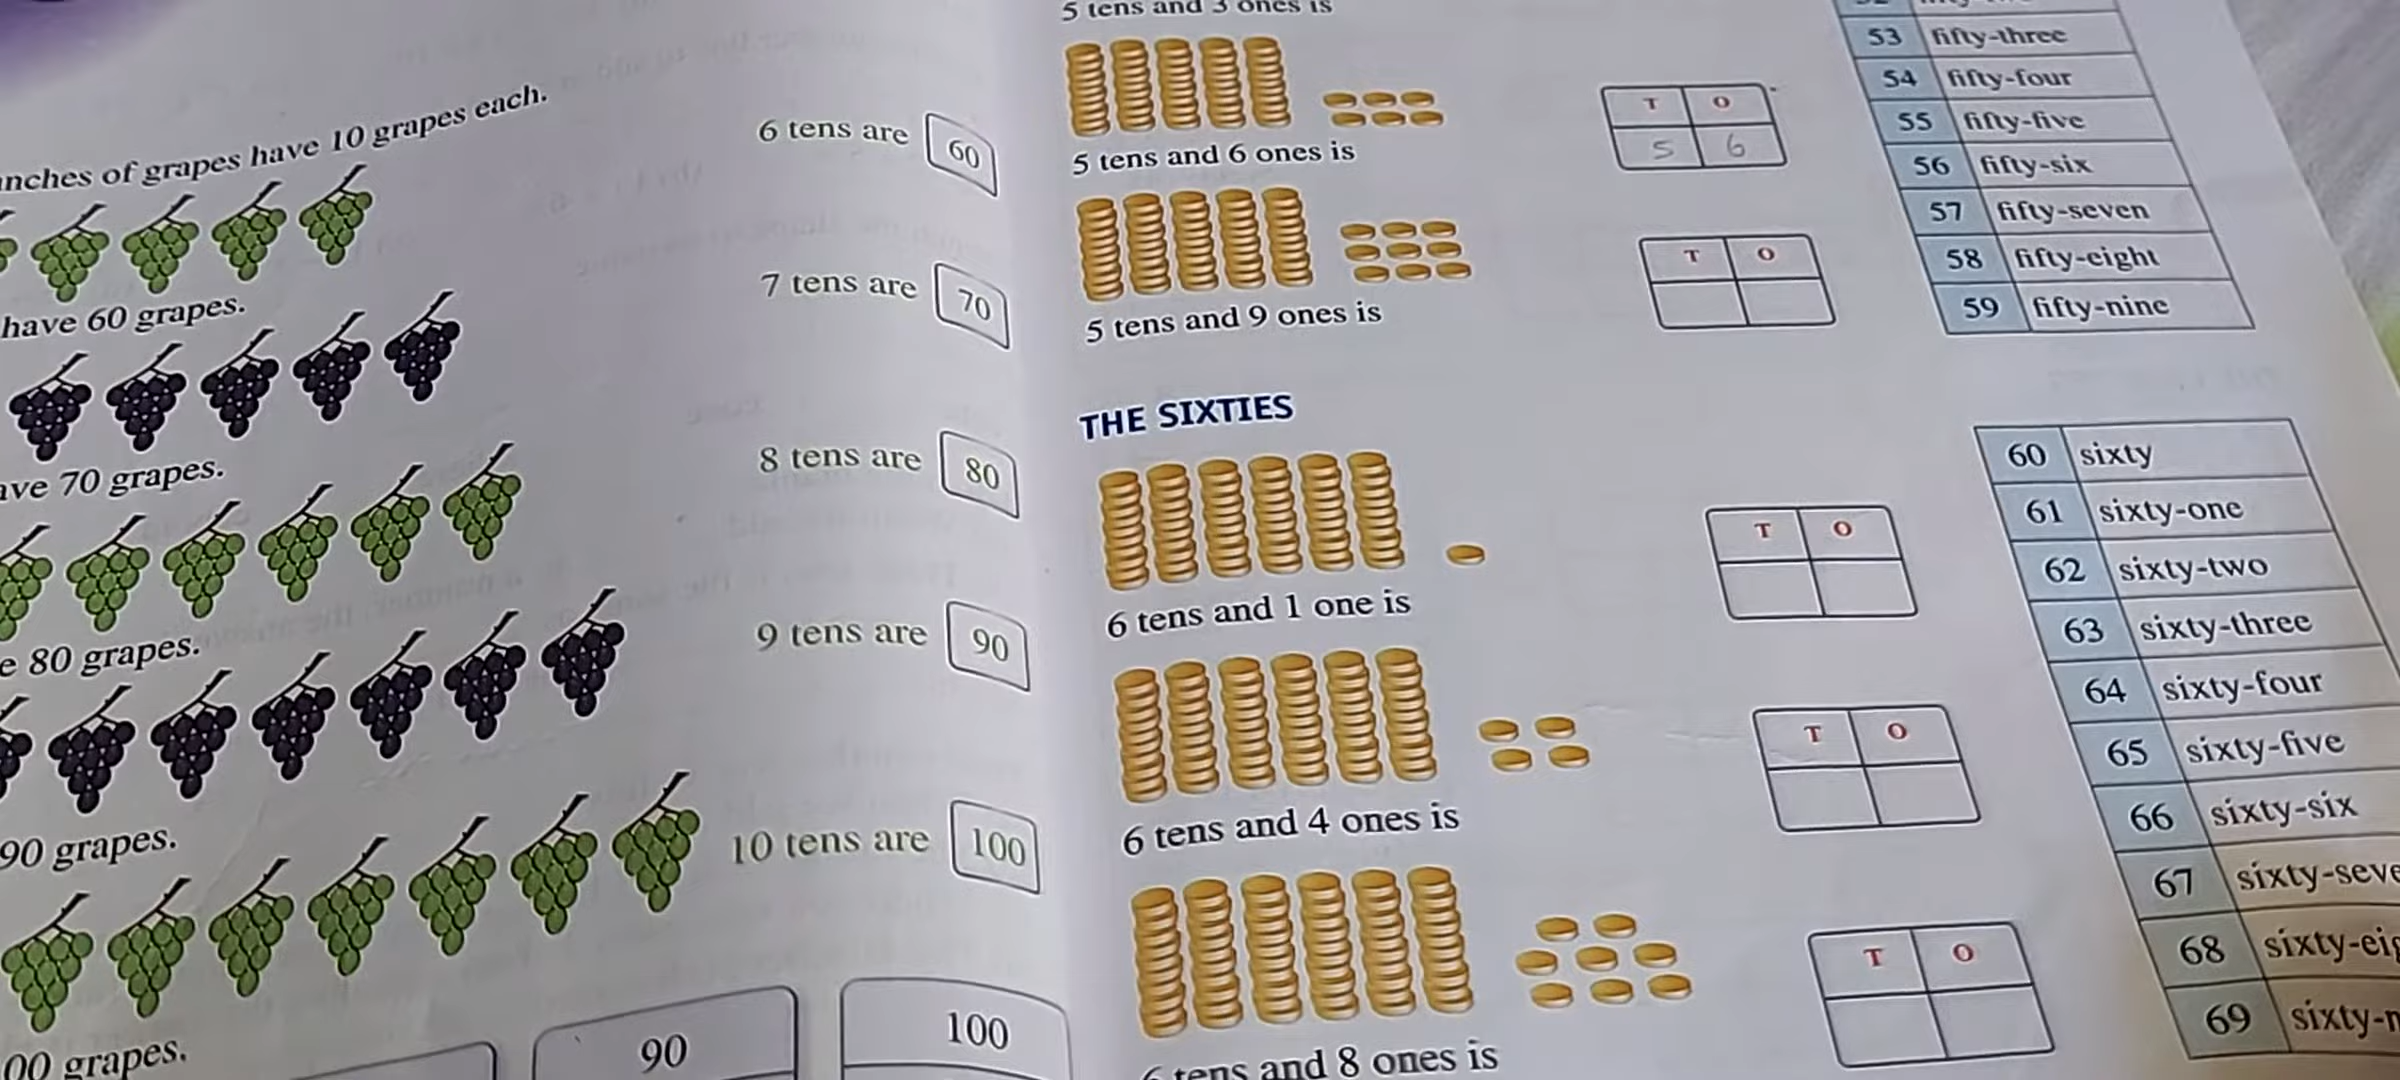 of grapes have 10 grapes each.
have 60 grapes.
70 grapes.
80 grapes.
90 grapes.
grapes.
6 tens are 60
7 tens are 70
8 tens are 80
9 tens are 90
10 tens are 100
90
100
5 tens and 3 ones is
5 tens and 6 ones is
T O
5 6
5 tens and 9 ones is
T O
THE SIXTIES
6 tens and 1 one is
T O
6 tens and 4 ones is
T O
tens and 8 ones is
T O
53 fifty-three
54 fifty-four
55 fifty-five
56 fifty-six
57 fifty-seven
58 fifty-eight
59 fifty-nine
60 sixty
61 sixty-one
62 sixty-two
63 sixty-three
64 sixty-four
65 sixty-five
66 sixty-six
67
68
69